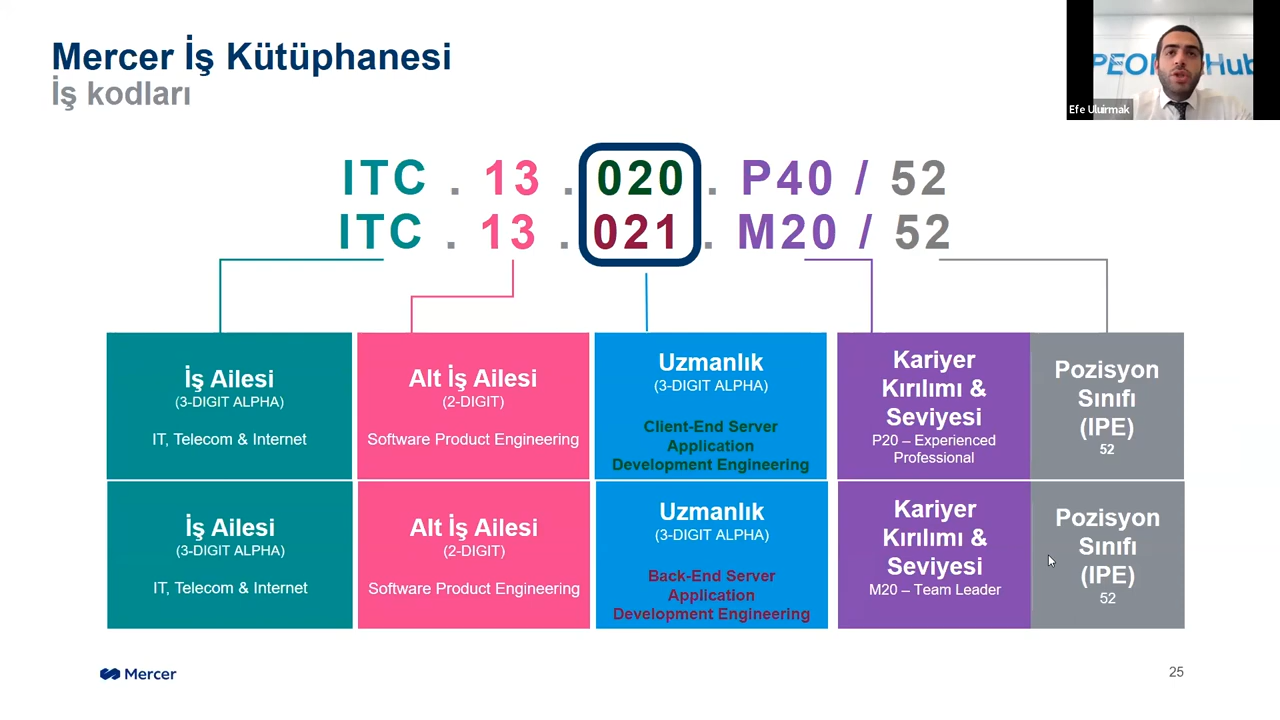 Mercer İş Kütüphanesi
İş kodları
Efe Uluirmak
ITC . 13 . 020 . P40 / 52
ITC . 13 . 021 . M20 / 52
İş Ailesi
(3-DIGIT ALPHA)
IT, Telecom & Internet
Alt İş Ailesi
(2-DIGIT)
Software Product Engineering
Uzmanlık
(3-DIGIT ALPHA)
Client-End Server
Application
Development Engineering
Kariyer
Kırılımı &
Seviyesi
P20 – Experienced
Professional
Pozisyon
Sınıfı
(IPE)
52
İş Ailesi
(3-DIGIT ALPHA)
IT, Telecom & Internet
Alt İş Ailesi
(2-DIGIT)
Software Product Engineering
Uzmanlık
(3-DIGIT ALPHA)
Back-End Server
Application
Development Engineering
Kariyer
Kırılımı &
Seviyesi
M20 – Team Leader
Pozisyon
Sınıfı
(IPE)
52
Mercer
25